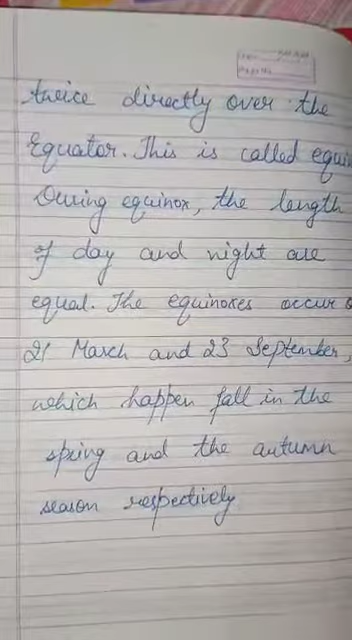 twice directly over the
Equator. This is called equin
During equinox, the length
of day and night are
equal. The equinoxes occur
21 March and 23 September,
which happen fall in the
spring and the autumn
season respectively